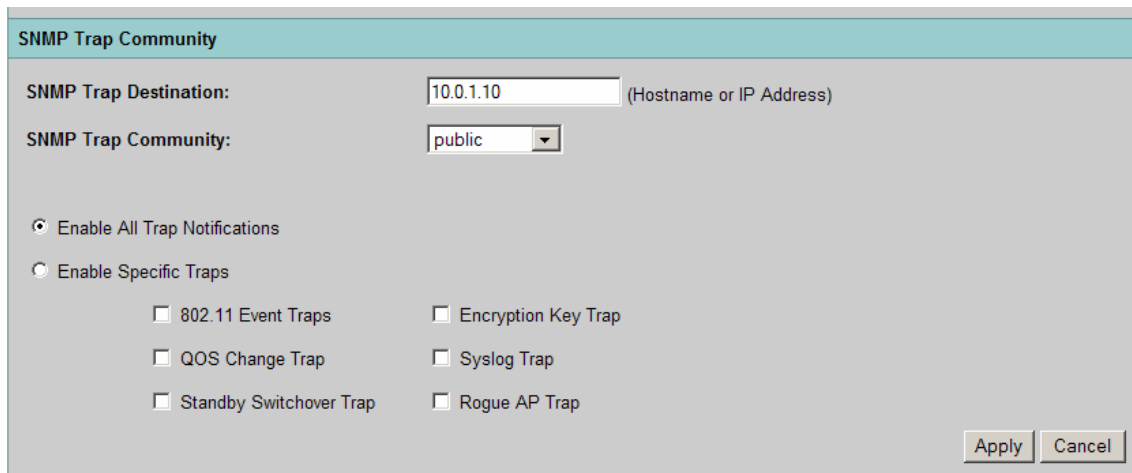 SNMP Trap Community
SNMP Trap Destination: 10.0.1.10 (Hostname or IP Address)
SNMP Trap Community: public
Enable All Trap Notifications
Enable Specific Traps
802.11 Event Traps Encryption Key Trap
QOS Change Trap Syslog Trap
Standby Switchover Trap Rogue AP Trap
Apply Cancel